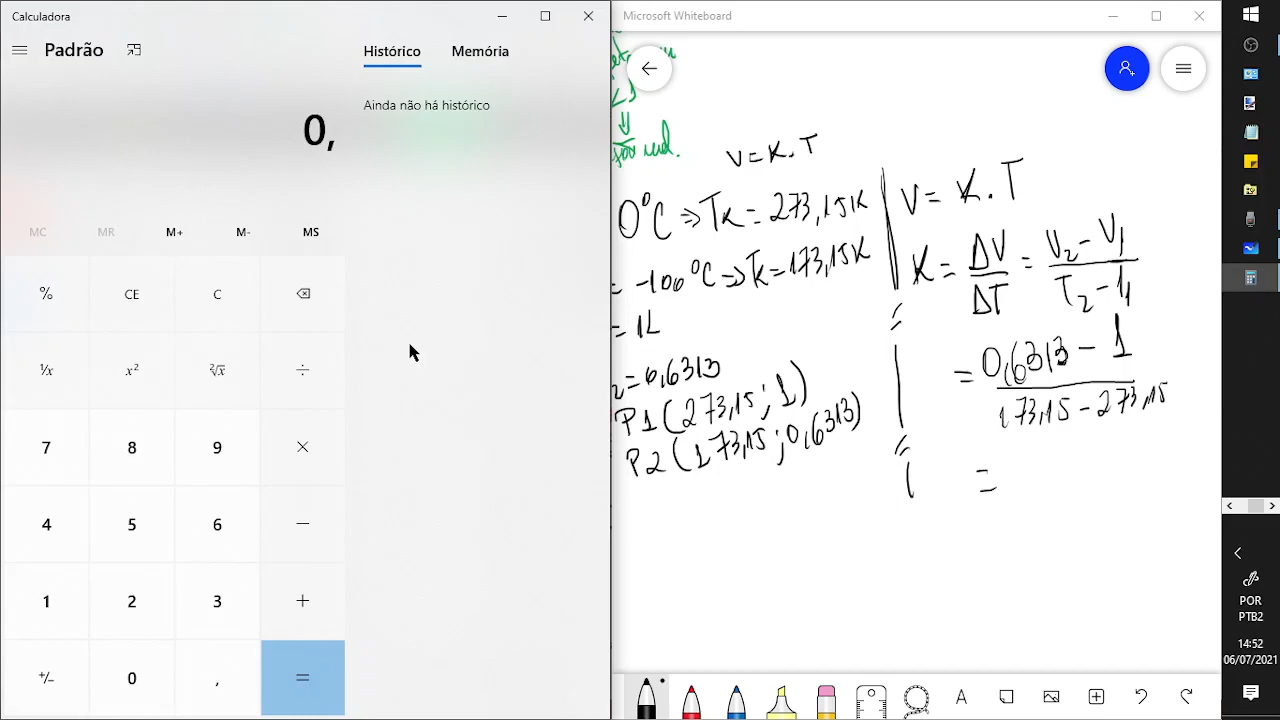 Calculadora
Padrão
Histórico
Memória
Ainda não há histórico
0,
MC MR M+ M- MS
% CE C
¹/x x² ²√x ÷
7 8 9 ×
4 5 6 −
1 2 3 +
+/- 0 , =
Microsoft Whiteboard
V = K . T
0°C ⇒ Tk = 273,15K
= -100°C ⇒ Tk = 173,15K
= 1L
2 = 0,6313
P1 (273,15 ; 1)
P2 (173,15 ; 0,6313)
V = K . T
K = ΔV/ΔT = V₂ - V₁/T₂ - T₁
= 0,6313 - 1/173,15 - 273,15
=
A
POR
PTB2
14:52
06/07/2021